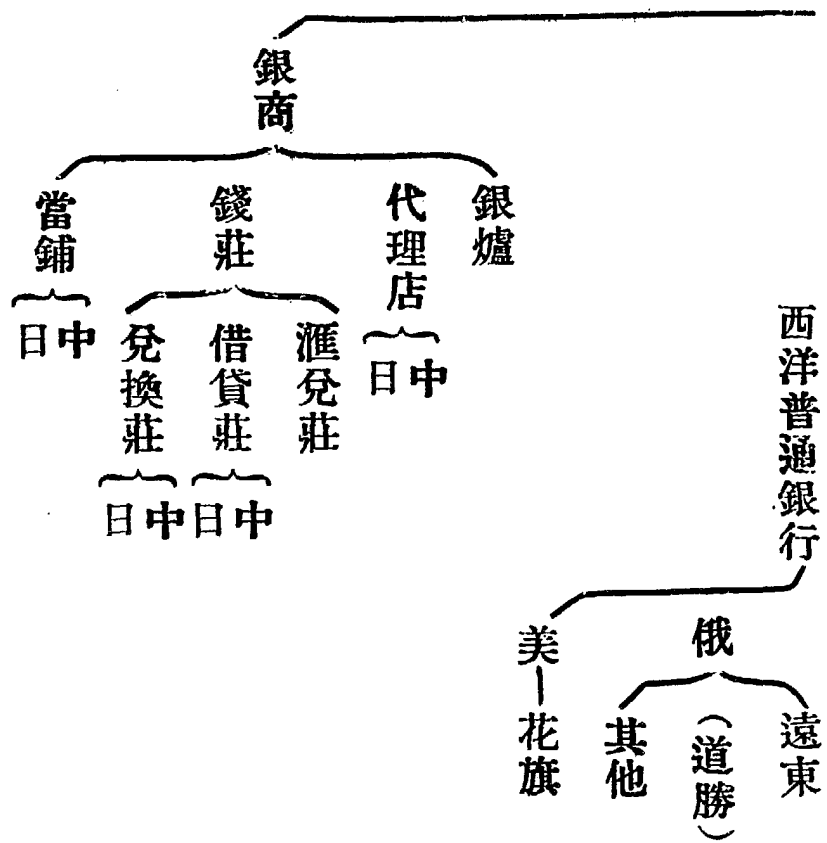 西洋普通銀行
俄
遠東
（道勝）
其他
美
花旗
銀商
銀爐
代理店
中
日
錢莊
滙兌莊
借貸莊
中
日
兌換莊
中
日
當鋪
中
日